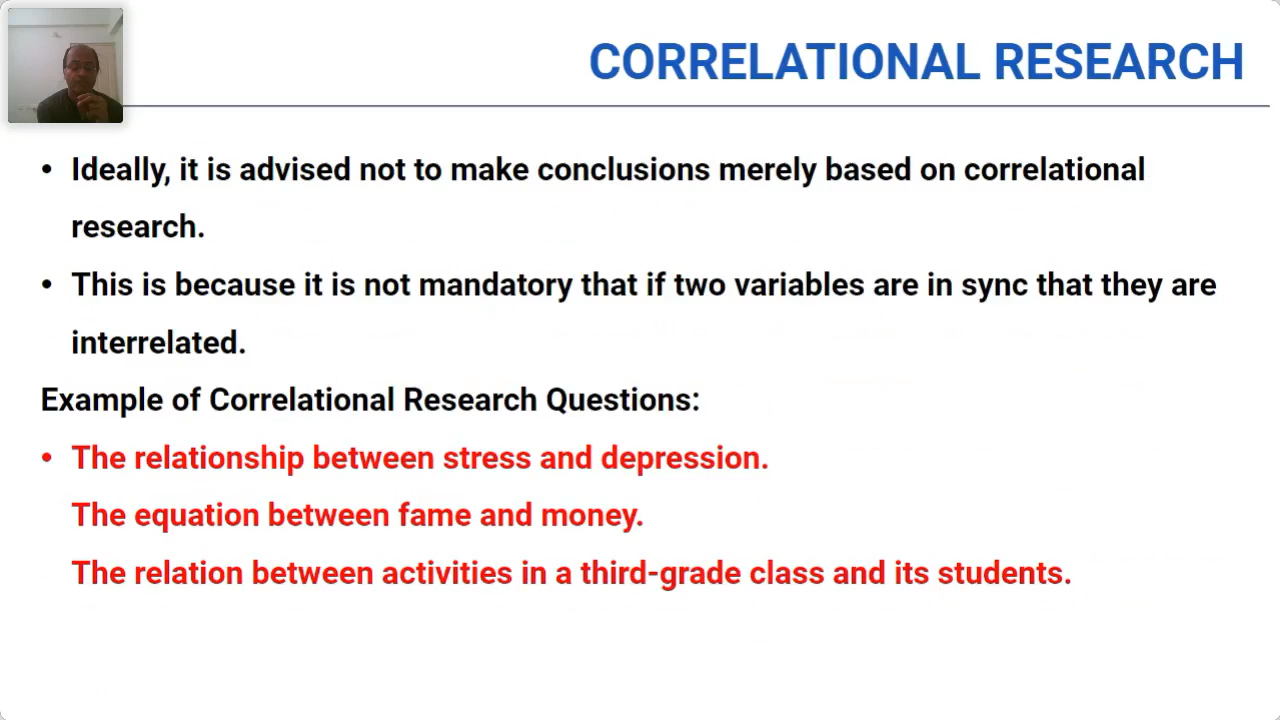 CORRELATIONAL RESEARCH
• Ideally, it is advised not to make conclusions merely based on correlational
research.
• This is because it is not mandatory that if two variables are in sync that they are
interrelated.
Example of Correlational Research Questions:
• The relationship between stress and depression.
The equation between fame and money.
The relation between activities in a third-grade class and its students.